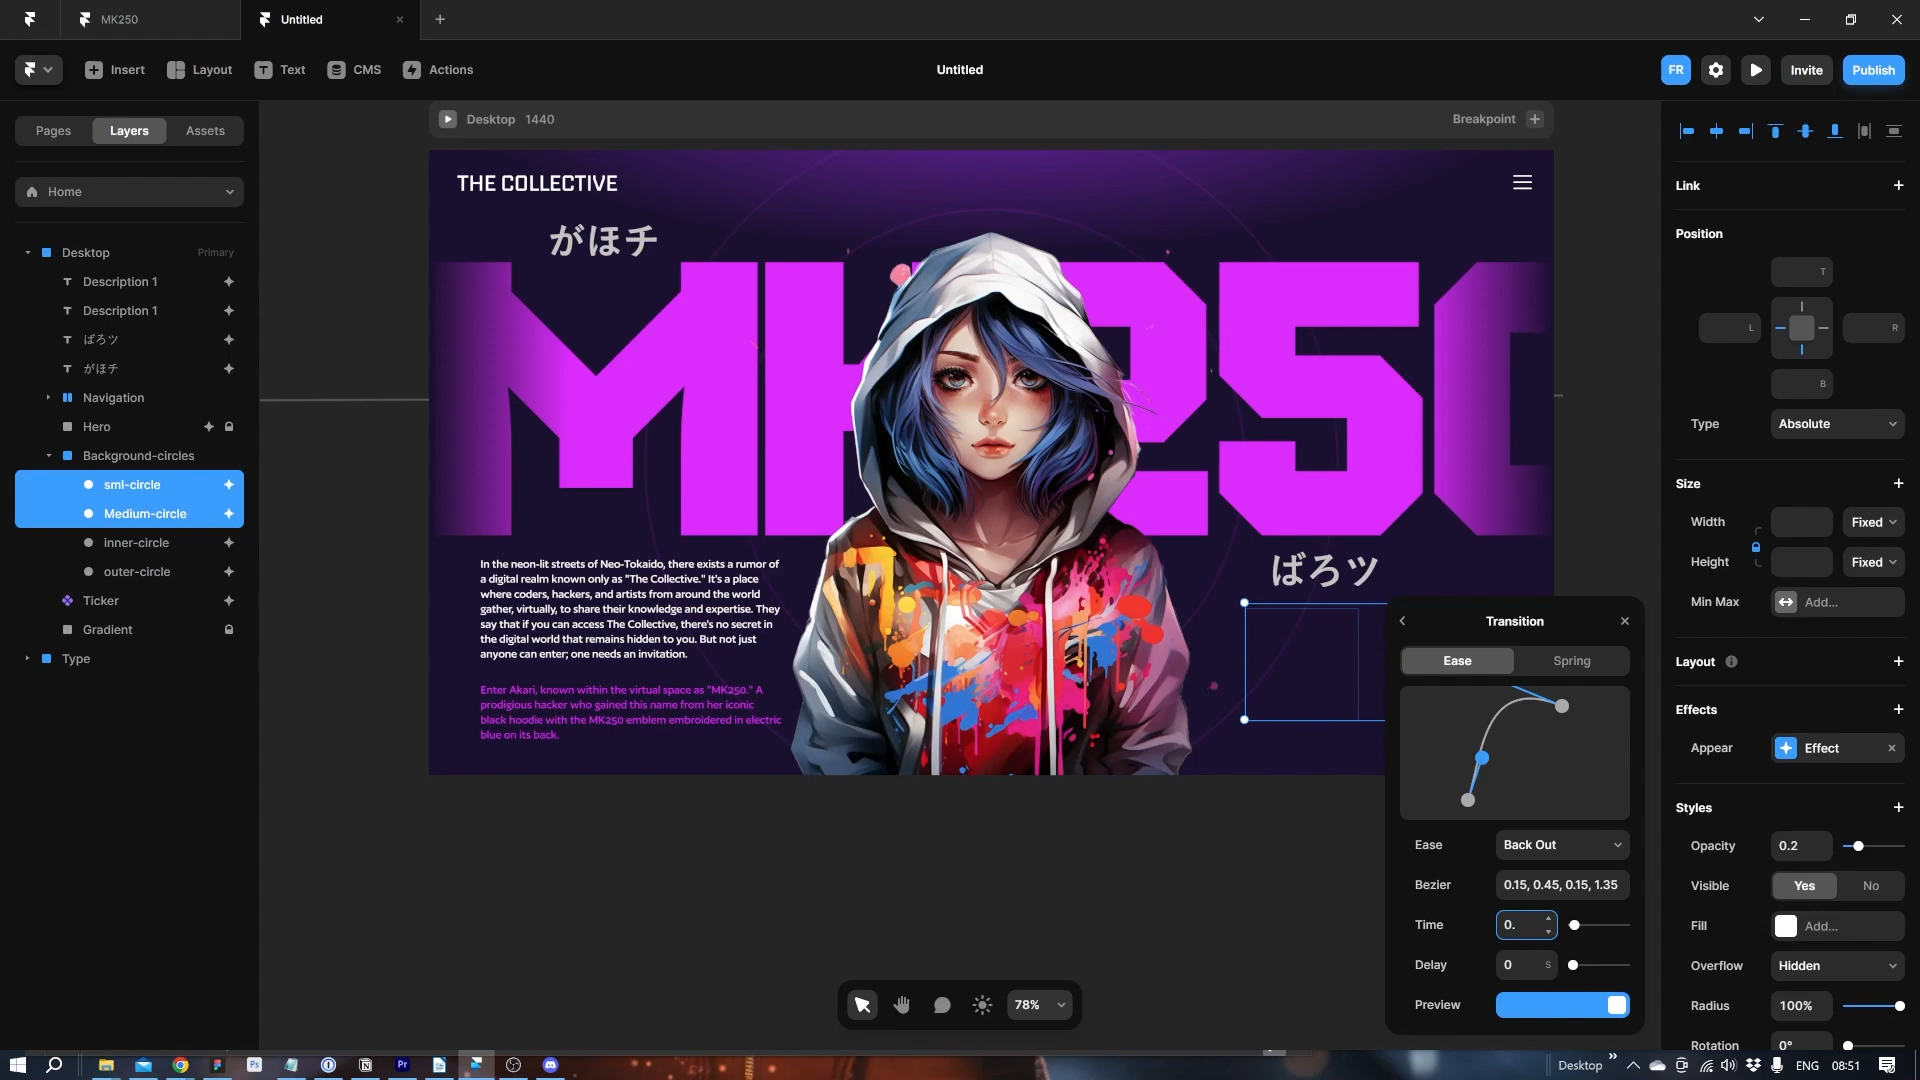 MK250
Untitled
Insert
Layout
Text
CMS
Actions
Untitled
FR
Invite
Publish
Pages
Layers
Assets
Home
Desktop
Primary
Description 1
Description 1
ばろツ
がほチ
Navigation
Hero
Background-circles
sml-circle
Medium-circle
inner-circle
outer-circle
Ticker
Gradient
Type
Desktop 1440
Breakpoint
THE COLLECTIVE
がほチ
MK250
ばろツ
In the neon-lit streets of Neo-Tokaido, there exists a rumor of
a digital realm known only as "The Collective." It's a place
where coders, hackers, and artists from around the world
gather, virtually, to share their knowledge and expertise. They
say that if you can access The Collective, there's no secret in
the digital world that remains hidden to you. But not just
anyone can enter; one needs an invitation.
Enter Akari, known within the virtual space as "MK250." A
prodigious hacker who gained this name from her iconic
black hoodie with the MK250 emblem embroidered in electric
blue on its back.
Transition
Ease
Spring
Ease
Back Out
Bezier
0.15, 0.45, 0.15, 1.35
Time
0.
Delay
0
S
Preview
78%
Link
Position
T
L
R
B
Type
Absolute
Size
Width
Fixed
Height
Fixed
Min Max
Add...
Layout
Effects
Appear
Effect
Styles
Opacity
0.2
Visible
Yes
No
Fill
Add...
Overflow
Hidden
Radius
100%
Rotation
0°
Ps
Pr
Desktop
ENG
08:51